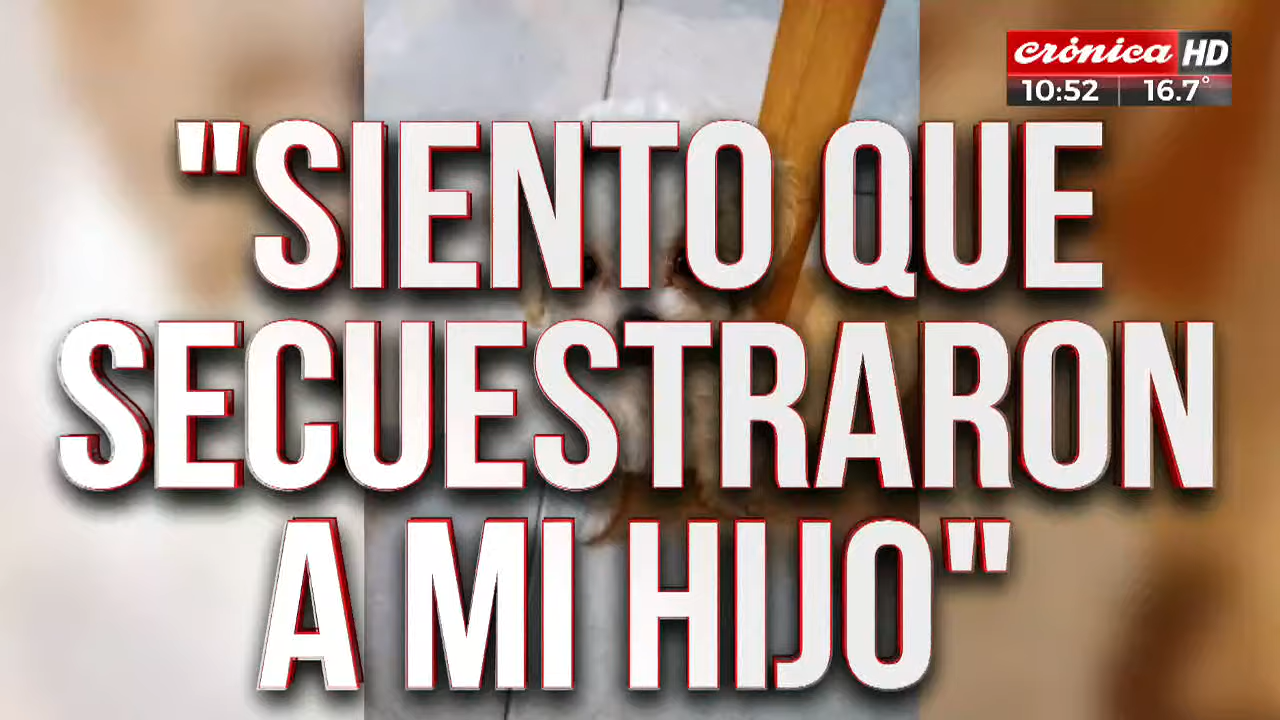 crónica HD
10:52 16.7°
"SIENTO QUE
SECUESTRARON
A MI HIJO"